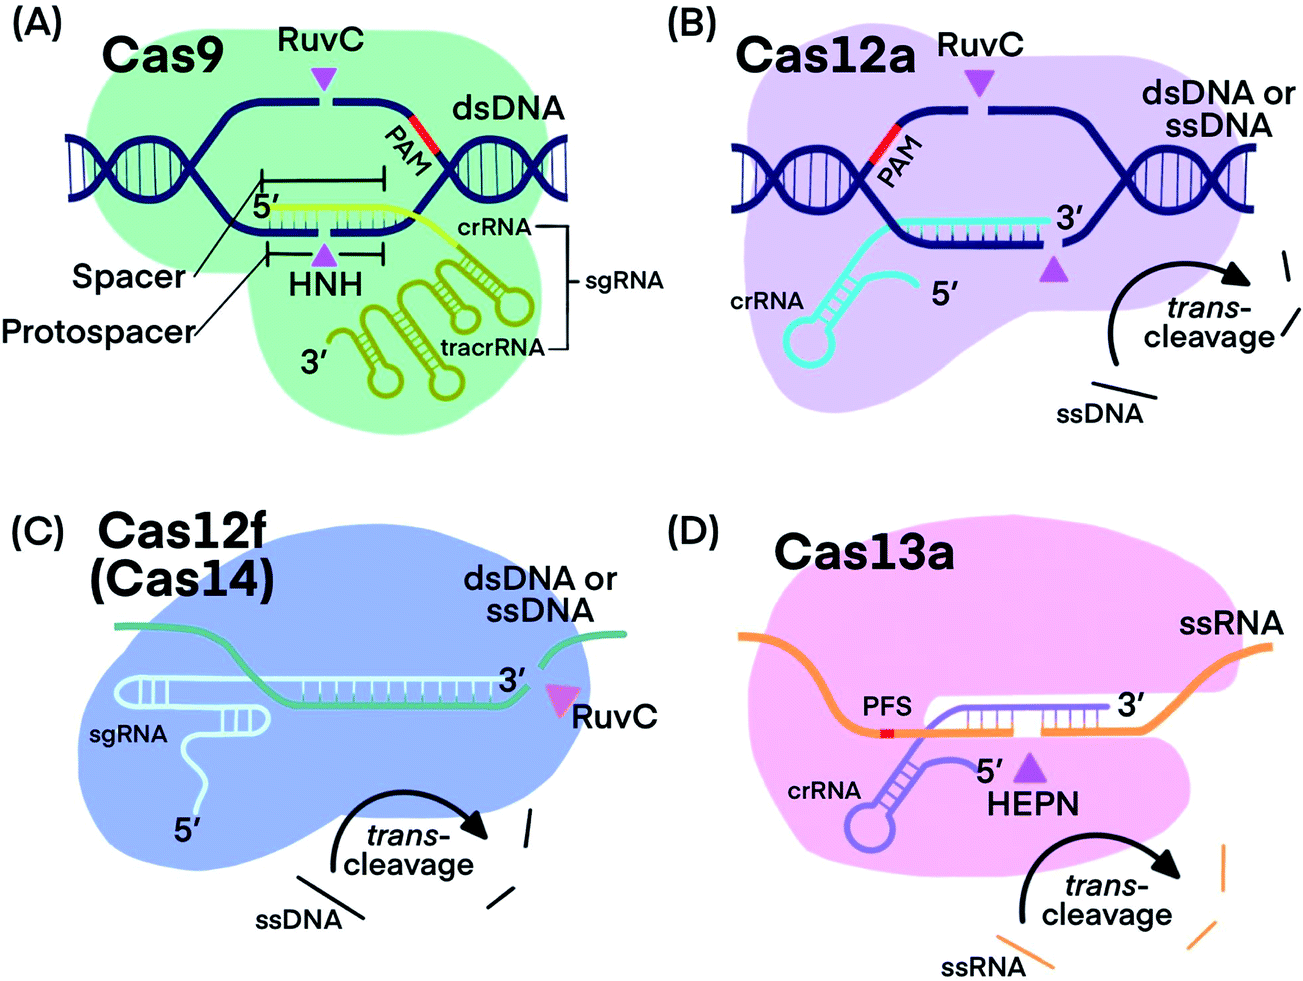 (A)
Cas9
RuvC
dsDNA
PAM
5′
crRNA
sgRNA
Spacer
HNH
Protospacer
tracrRNA
3′
(B)
Cas12a
RuvC
dsDNA or
ssDNA
PAM
3′
crRNA
5′
trans-
cleavage
ssDNA
(C)
Cas12f
(Cas14)
dsDNA or
ssDNA
3′
RuvC
sgRNA
5′
trans-
cleavage
ssDNA
(D)
Cas13a
ssRNA
PFS
3′
5′
crRNA
HEPN
trans-
cleavage
ssRNA